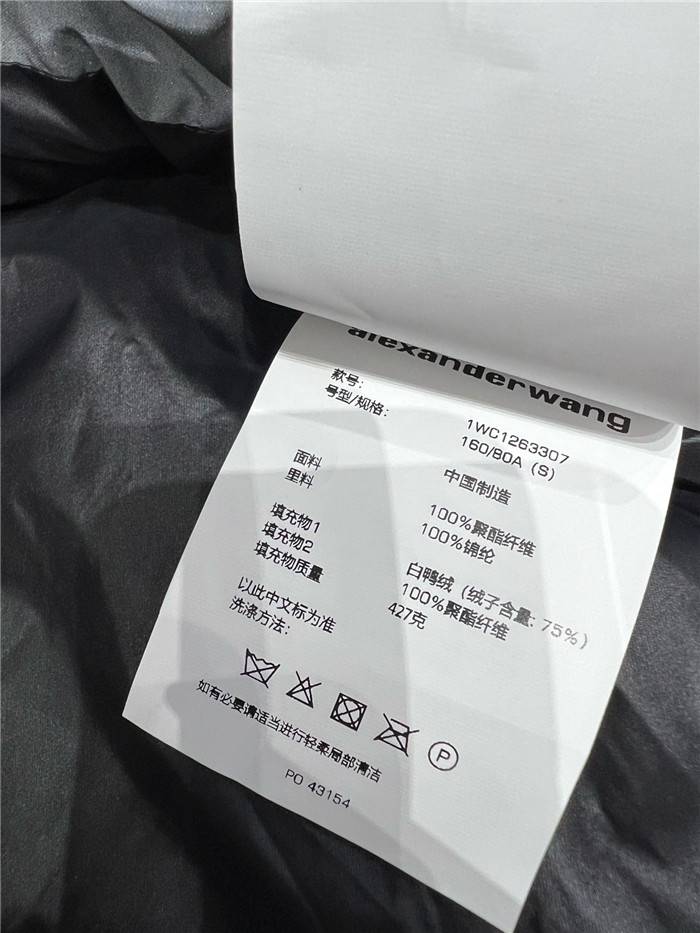 alexanderwang
款号: 1WC1263307
号型/规格: 160/80A (S)
中国制造
面料 100%聚酯纤维
里料 100%锦纶
填充物1 白鸭绒 (绒子含量: 75%)
填充物2 100%聚酯纤维
填充物质量 427克
以此中文标为准
洗涤方法:
P
如有必要请适当进行轻柔局部清洁
PO 43154